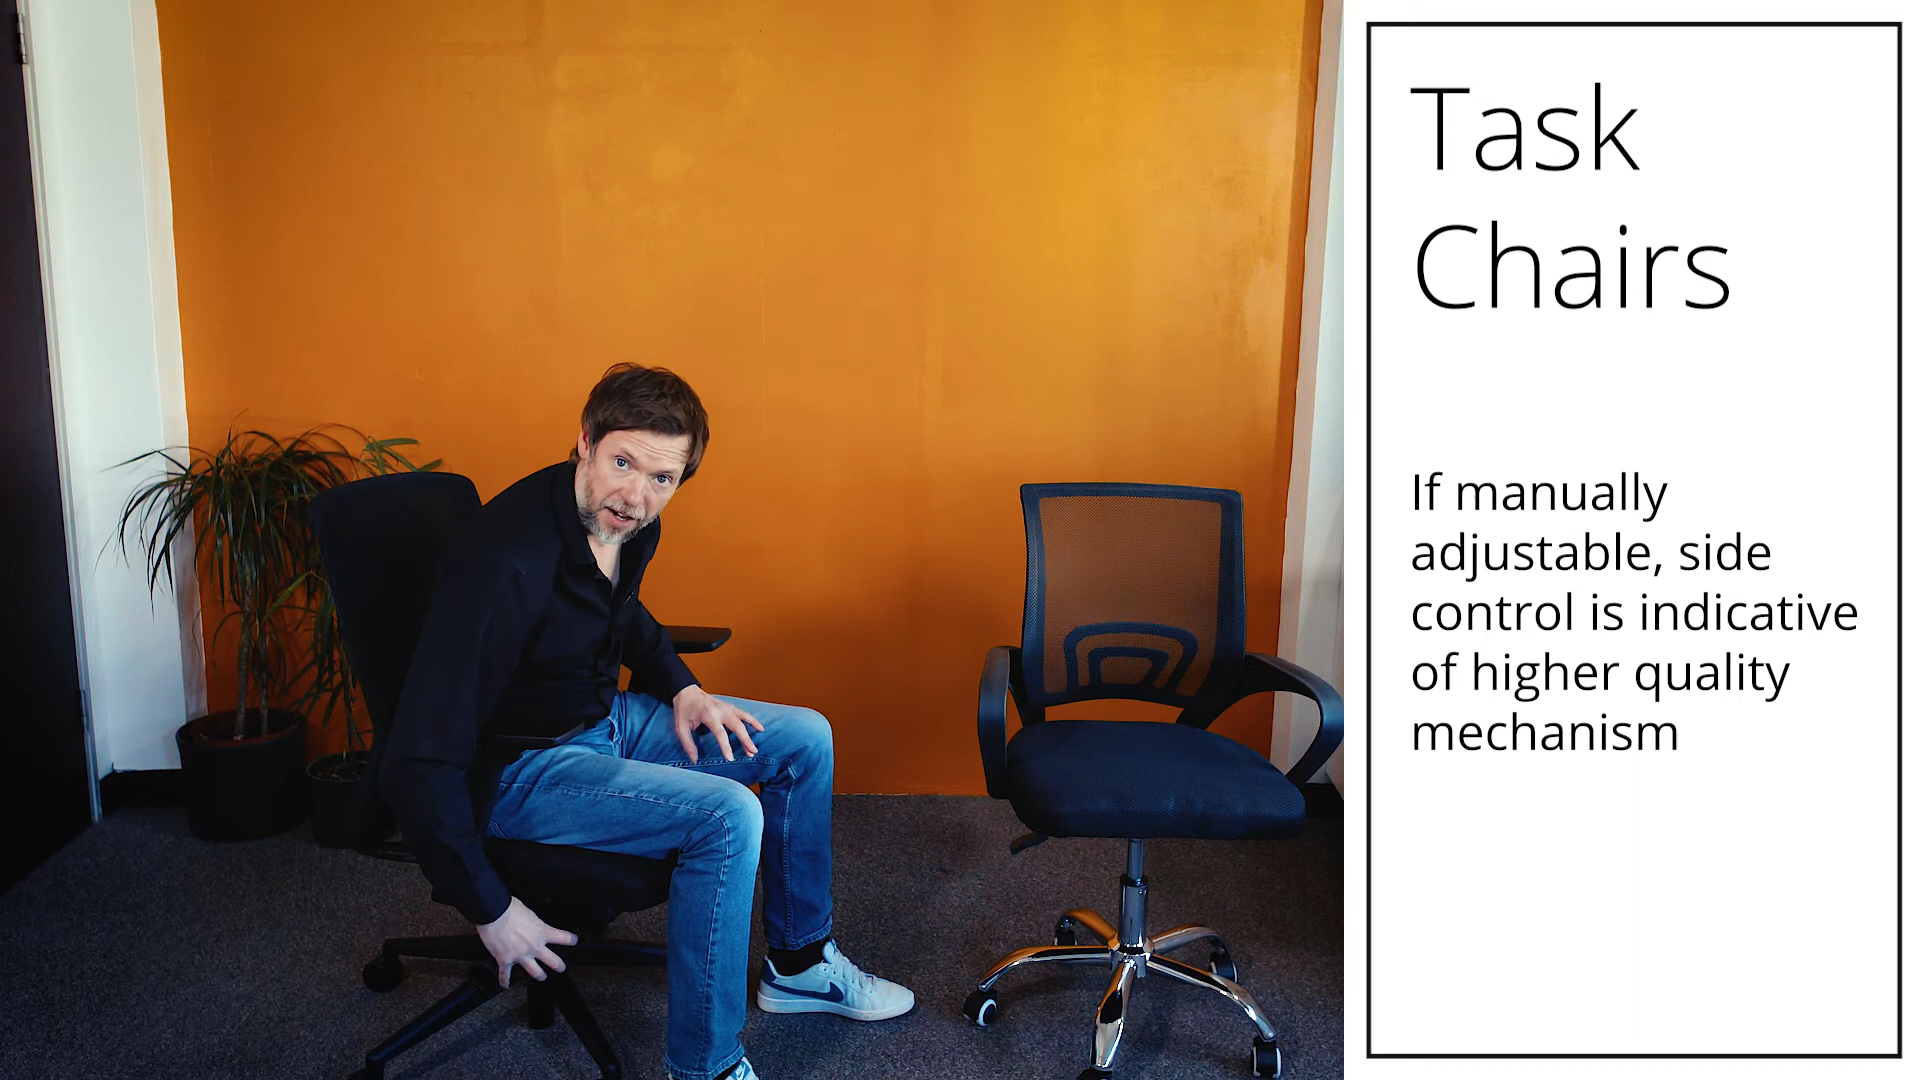 Task
Chairs
If manually
adjustable, side
control is indicative
of higher quality
mechanism